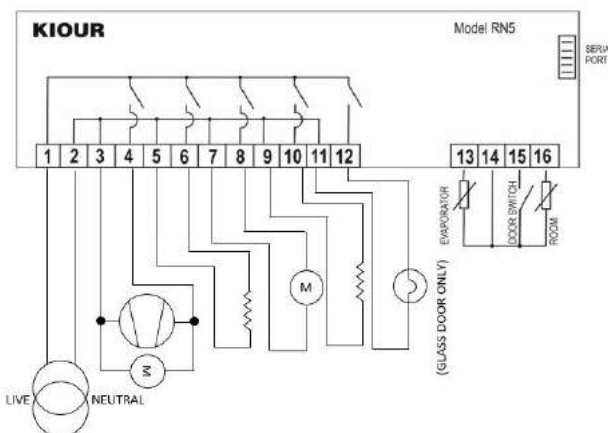 KIOUR
Model RN5
SERIAL
PORT
1 2 3 4 5 6 7 8 9 10 11 12
13 14 15 16
EVAPORATOR
DOOR SWITCH
ROOM
M
(GLASS DOOR ONLY)
M
LIVE
NEUTRAL